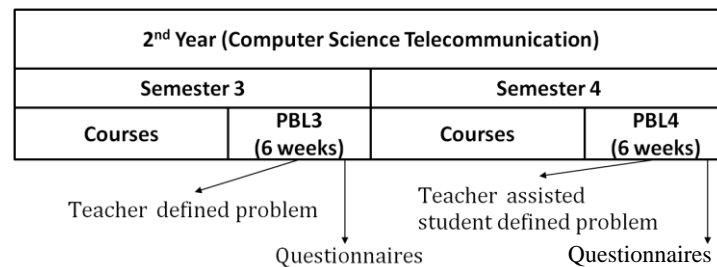 2nd Year (Computer Science Telecommunication)
Semester 3
Semester 4
Courses
PBL3
(6 weeks)
Courses
PBL4
(6 weeks)
Teacher defined problem
Teacher assisted
student defined problem
Questionnaires
Questionnaires